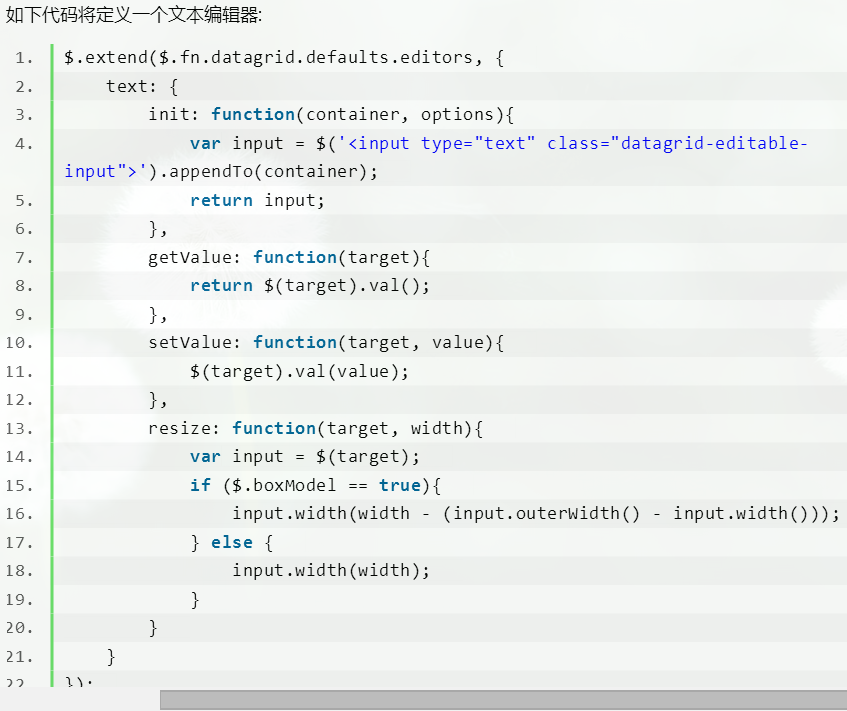 如下代码将定义一个文本编辑器:
1. $.extend($.fn.datagrid.defaults.editors, {
2.     text: {
3.         init: function(container, options){
4.             var input = $('<input type="text" class="datagrid-editable-
input">').appendTo(container);
5.             return input;
6.         },
7.         getValue: function(target){
8.             return $(target).val();
9.         },
10.         setValue: function(target, value){
11.             $(target).val(value);
12.         },
13.         resize: function(target, width){
14.             var input = $(target);
15.             if ($.boxModel == true){
16.                 input.width(width - (input.outerWidth() - input.width()));
17.             } else {
18.                 input.width(width);
19.             }
20.         }
21.     }
22. });